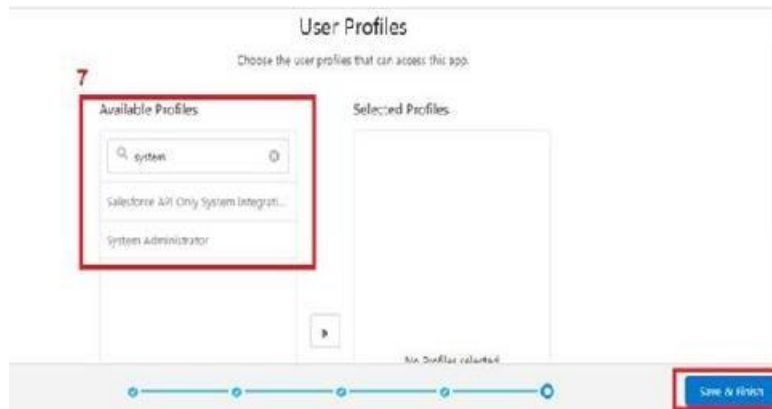 User Profiles
Choose the user profiles that can access this app.
7
Available Profiles
Selected Profiles
system
Salesforce API Only System Integrati...
System Administrator
No Profiles selected
Save & Finish